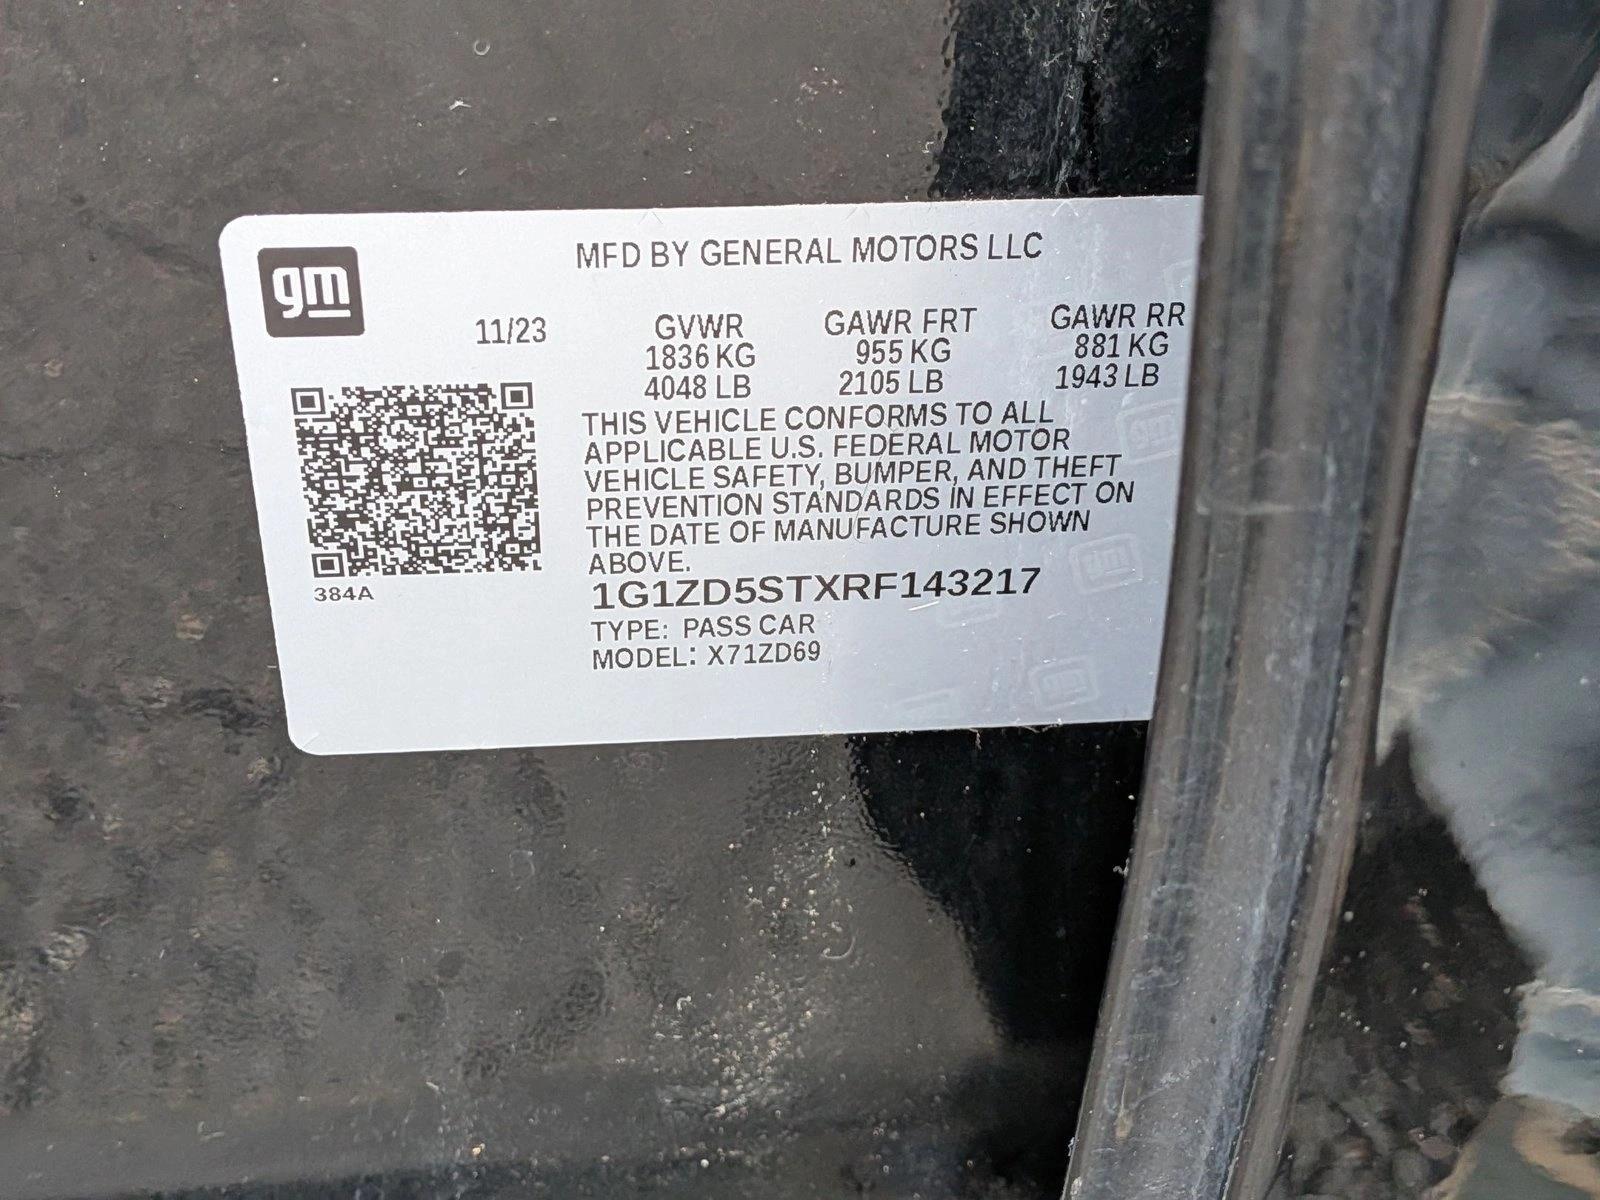 gm
MFD BY GENERAL MOTORS LLC
11/23 GVWR GAWR FRT GAWR RR
1836 KG 955 KG 881 KG
4048 LB 2105 LB 1943 LB
THIS VEHICLE CONFORMS TO ALL
APPLICABLE U.S. FEDERAL MOTOR
VEHICLE SAFETY, BUMPER, AND THEFT
PREVENTION STANDARDS IN EFFECT ON
THE DATE OF MANUFACTURE SHOWN
ABOVE.
384A
1G1ZD5STXRF143217
TYPE: PASS CAR
MODEL: X71ZD69